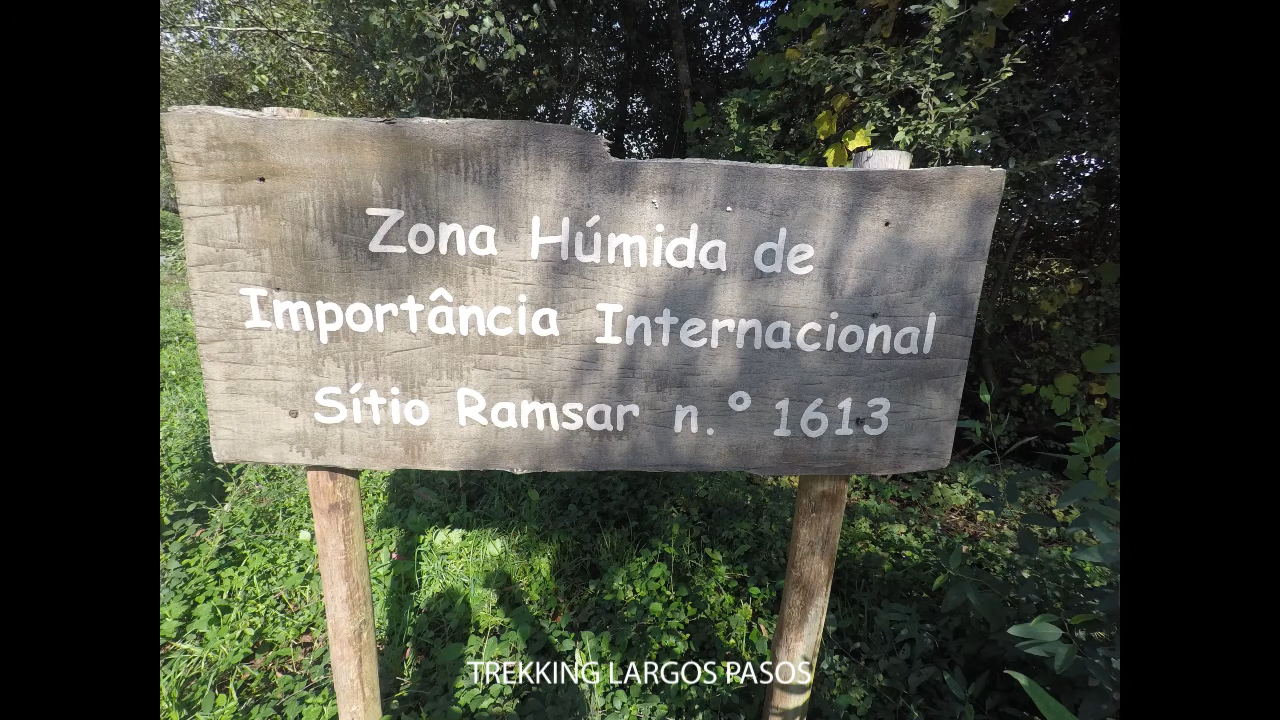 Zona Húmida de
Importância Internacional
Sítio Ramsar n.º 1613
TREKKING LARGOS PASOS